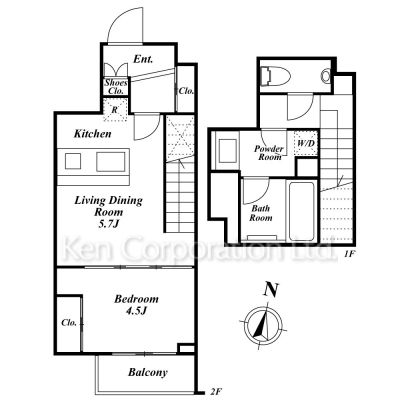 Ent.
Shoes
Clo.
Clo.
R
Kitchen
Living Dining
Room
5.7J
Bedroom
4.5J
Clo.
Balcony
2F
Powder
Room
W/D
Bath
Room
1F
N
Ken Corporation Ltd.